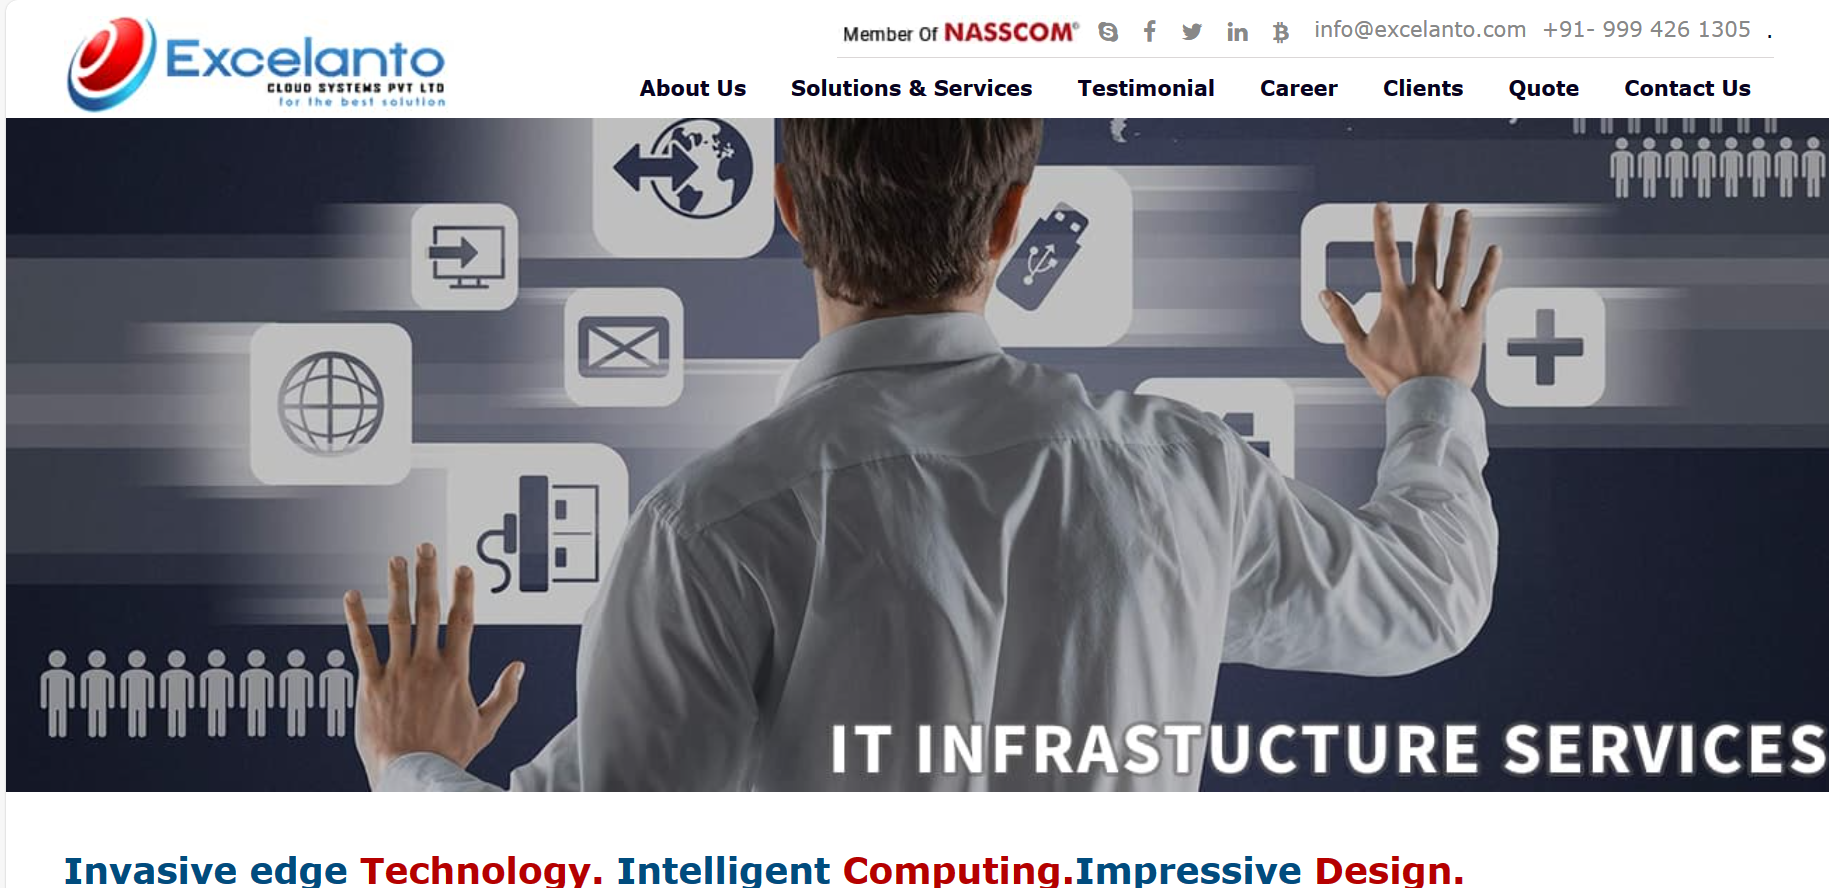 Excelanto
CLOUD SYSTEMS PVT LTD
for the best solution
Member Of NASSCOM® info@excelanto.com +91- 999 426 1305 .
About Us Solutions & Services Testimonial Career Clients Quote Contact Us
IT INFRASTUCTURE SERVICES
Invasive edge Technology. Intelligent Computing.Impressive Design.